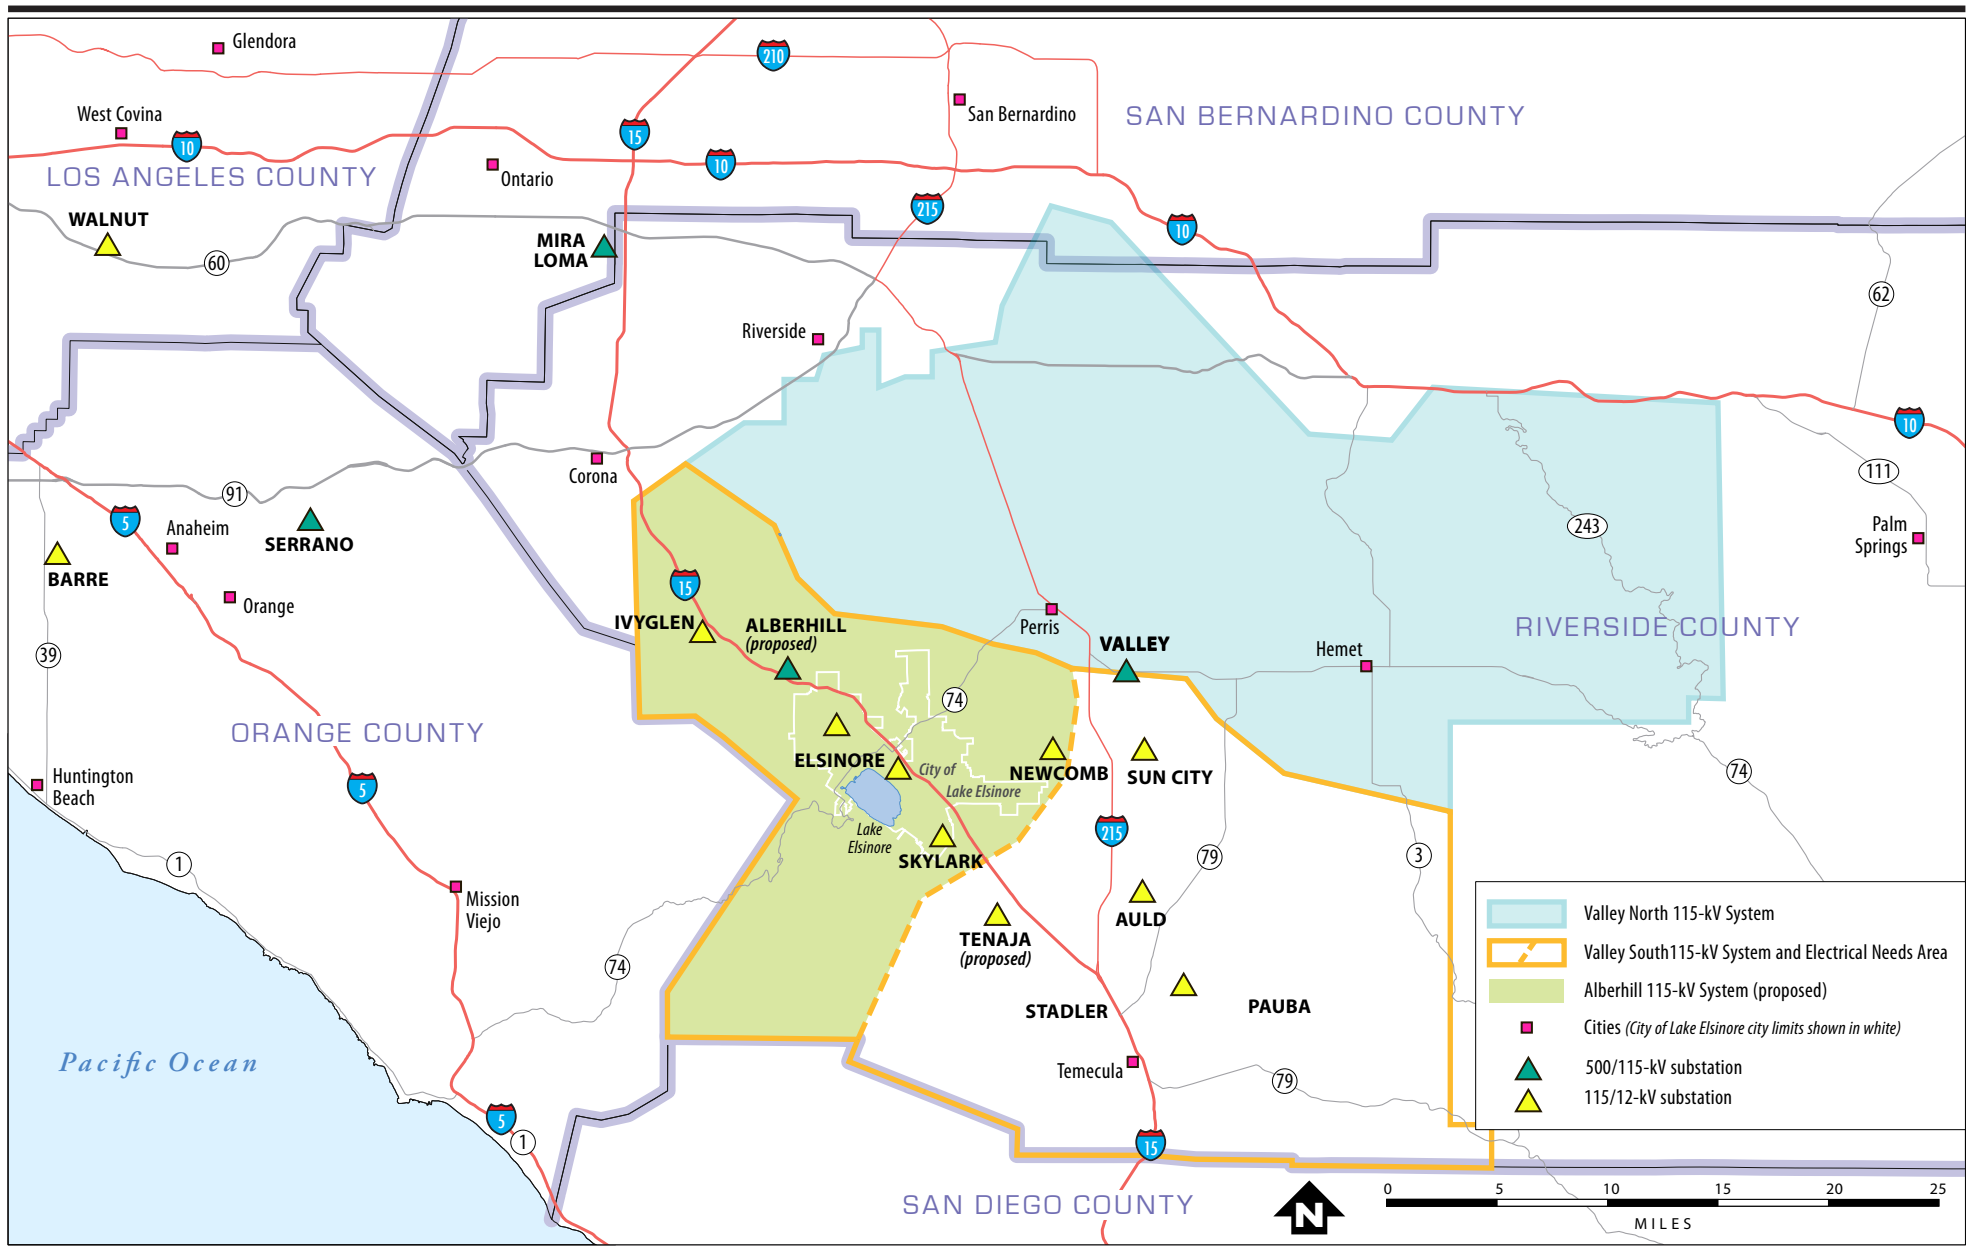 Glendora
210
West Covina
San Bernardino
SAN BERNARDINO COUNTY
15
10
10
LOS ANGELES COUNTY
Ontario
215
WALNUT
10
MIRA
LOMA
60
62
Riverside
10
Corona
111
91
5
Anaheim
SERRANO
243
Palm
Springs
BARRE
15
Orange
IVYGLEN
ALBERHILL
(proposed)
Perris
RIVERSIDE COUNTY
VALLEY
Hemet
39
74
ORANGE COUNTY
ELSINORE
City of
Lake Elsinore
NEWCOMB
SUN CITY
74
Huntington
Beach
5
Lake
Elsinore
215
SKYLARK
79
3
1
Mission
Viejo
AULD
TENAJA
(proposed)
74
STADLER
PAUBA
Pacific Ocean
Temecula
79
5
1
15
SAN DIEGO COUNTY
Valley North 115-kV System
Valley South115-kV System and Electrical Needs Area
Alberhill 115-kV System (proposed)
Cities (City of Lake Elsinore city limits shown in white)
500/115-kV substation
115/12-kV substation
N
0 5 10 15 20 25
MILES